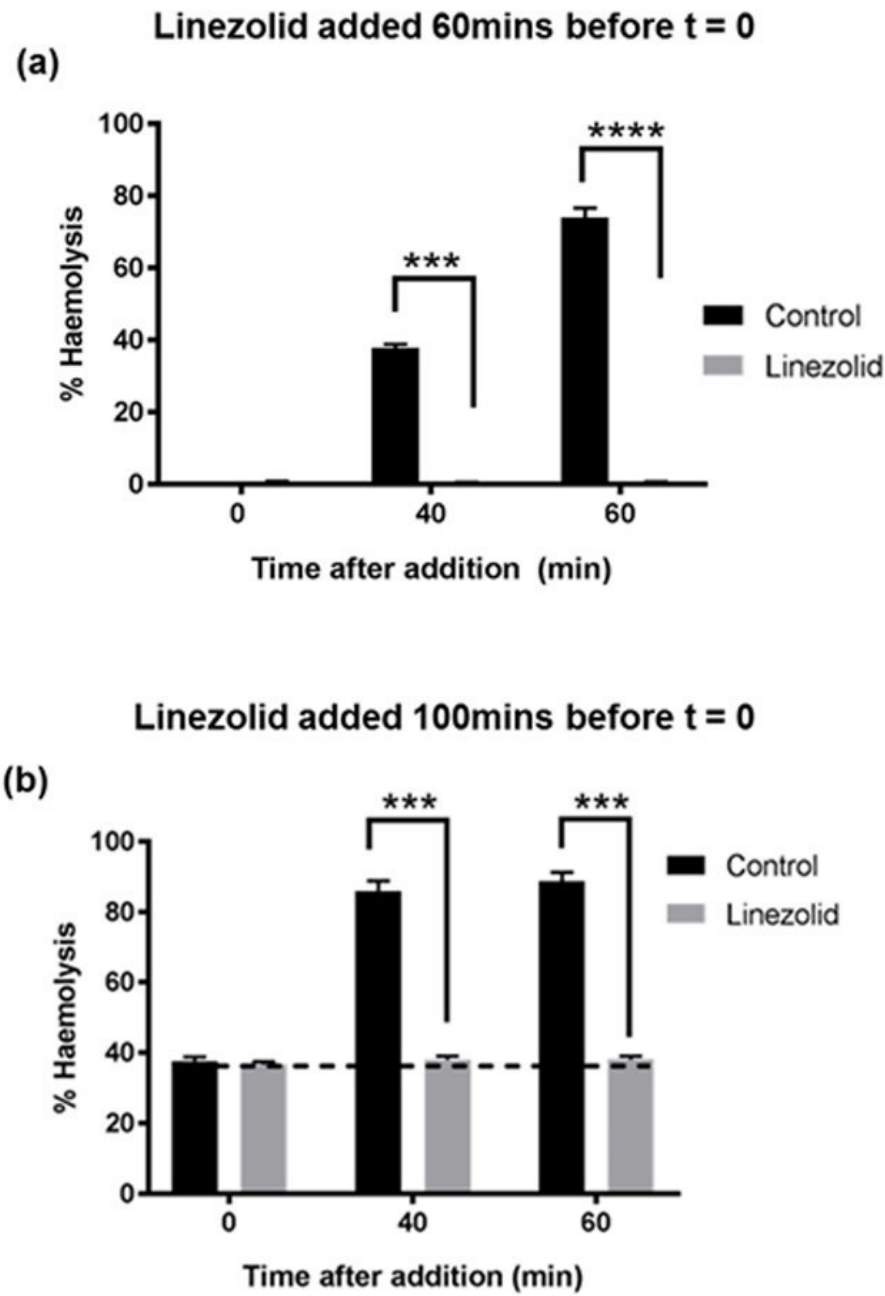 Linezolid added 60mins before t = 0
(a)
100
80
60
40
20
0
% Haemolysis
***
****
Control
Linezolid
0 40 60
Time after addition (min)
Linezolid added 100mins before t = 0
(b)
100
80
60
40
20
0
% Haemolysis
***
***
Control
Linezolid
0 40 60
Time after addition (min)